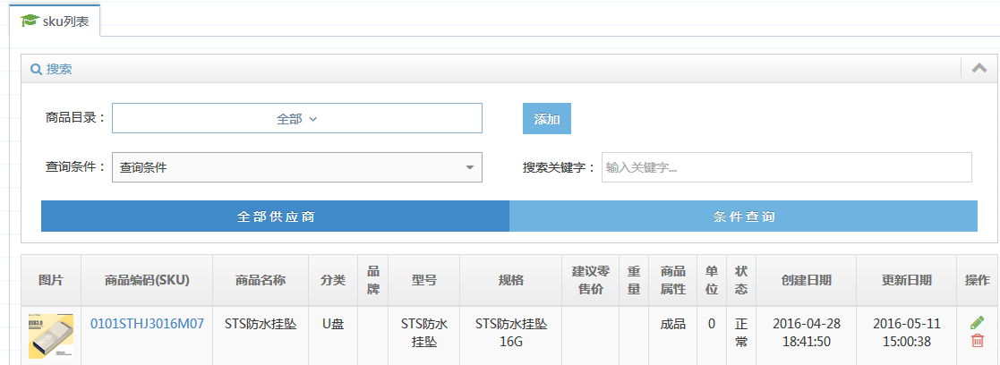 sku列表
搜索
商品目录： 全部 添加
查询条件： 查询条件 搜索关键字： 输入关键字...
全部供应商 条件查询
图片 商品编码(SKU) 商品名称 分类 品牌 型号 规格 建议零售价 重量 商品属性 单位 状态 创建日期 更新日期 操作
USB3.0 0101STHJ3016M07 STS防水挂坠 U盘 STS防水挂坠 STS防水挂坠 16G 成品 0 正常 2016-04-28 18:41:50 2016-05-11 15:00:38